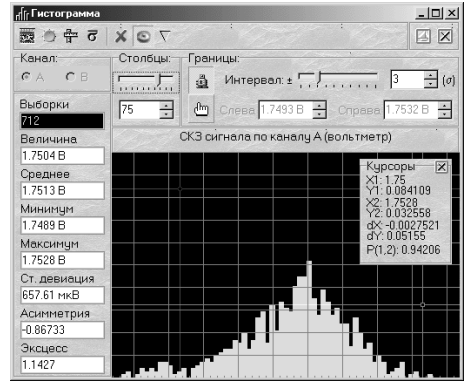 Гистограмма
Канал:
A
B
Столбцы:
75
Границы:
Интервал: ±
3
(σ)
Слева
1.7493 В
Справа
1.7532 В
Выборки
712
Величина
1.7504 В
Среднее
1.7513 В
Минимум
1.7489 В
Максимум
1.7528 В
Ст. девиация
657.61 мкВ
Асимметрия
-0.86733
Эксцесс
1.1427
СКЗ сигнала по каналу А (вольтметр)
Курсоры
X1: 1.75
Y1: 0.084109
X2: 1.7528
Y2: 0.032558
dX: -0.0027521
dY: 0.05155
P(1,2): 0.94206